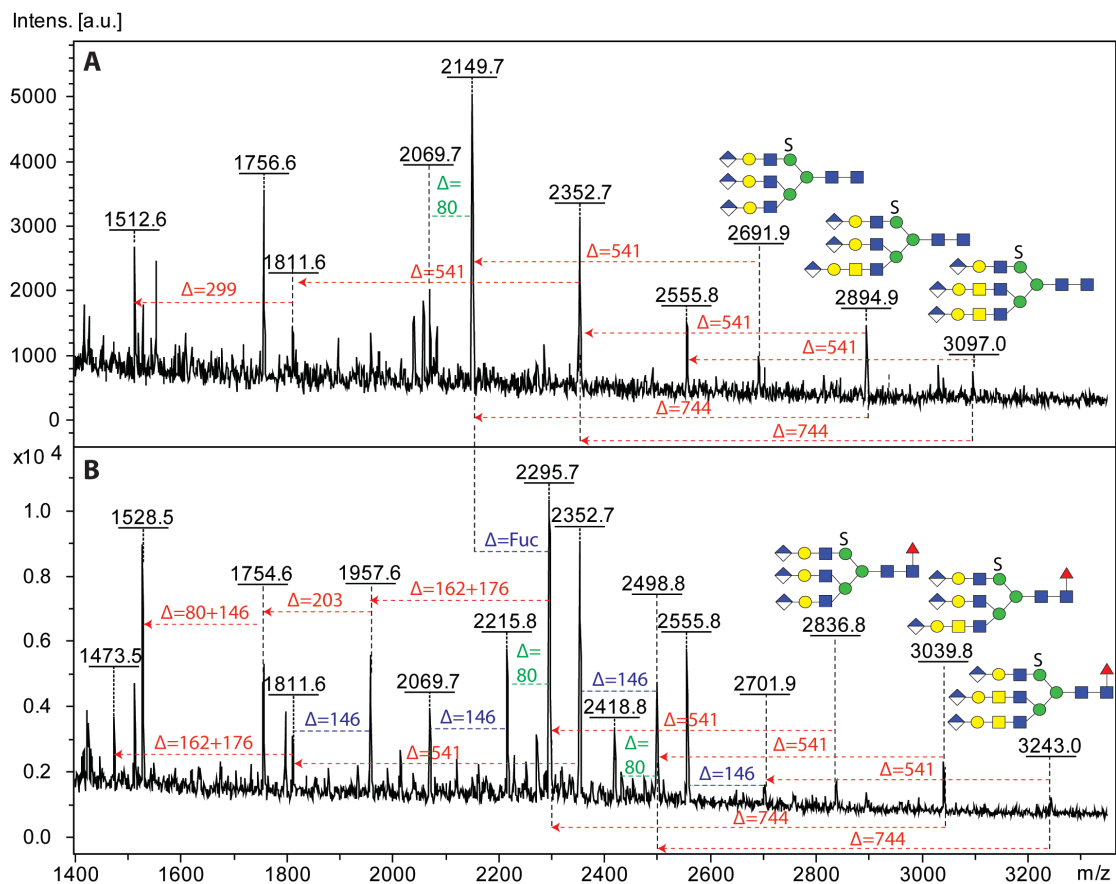 Intens. [a.u.]
A
5000
4000
3000
2000
1000
0
2149.7
1756.6
2069.7
Δ=
80
2352.7
1512.6
1811.6
Δ=299
Δ=541
Δ=541
2691.9
S
S
S
2555.8
2894.9
3097.0
Δ=541
Δ=541
Δ=744
Δ=744
x10 4
B
1.0
0.8
0.6
0.4
0.2
0.0
2295.7
1528.5
2352.7
Δ=Fuc
1754.6
1957.6
Δ=162+176
2498.8
Δ=80+146
Δ=203
2215.8
2555.8
2836.8
S
S
S
3039.8
1473.5
1811.6
2069.7
Δ=
80
Δ=146
2418.8
2701.9
Δ=146
Δ=146
Δ=541
Δ=541
3243.0
Δ=162+176
Δ=541
Δ
80
Δ=146
Δ=541
Δ=744
Δ=744
1400
1600
1800
2000
2200
2400
2600
2800
3000
3200
m/z